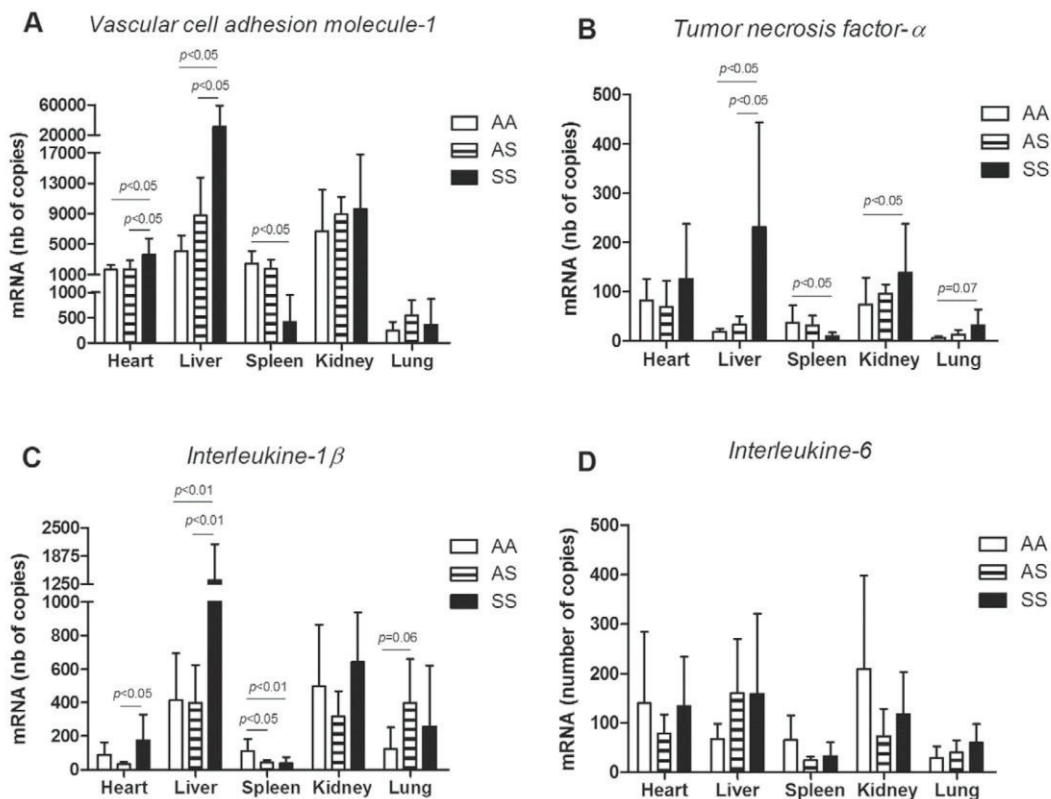 A
Vascular cell adhesion molecule-1
p<0.05
p<0.05
p<0.05
p<0.05
p<0.05
60000
20000
17000
13000
9000
5000
1000
1000
500
0
mRNA (nb of copies)
Heart Liver Spleen Kidney Lung
AA
AS
SS
B
Tumor necrosis factor-α
p<0.05
p<0.05
p<0.05
p<0.05
p=0.07
500
400
300
200
100
0
mRNA (nb of copies)
Heart Liver Spleen Kidney Lung
AA
AS
SS
C
Interleukine-1β
p<0.01
p<0.01
p<0.05
p<0.01
p<0.05
p=0.06
2500
1875
1250
1000
800
600
400
200
0
mRNA (nb of copies)
Heart Liver Spleen Kidney Lung
AA
AS
SS
D
Interleukine-6
500
400
300
200
100
0
mRNA (number of copies)
Heart Liver Spleen Kidney Lung
AA
AS
SS